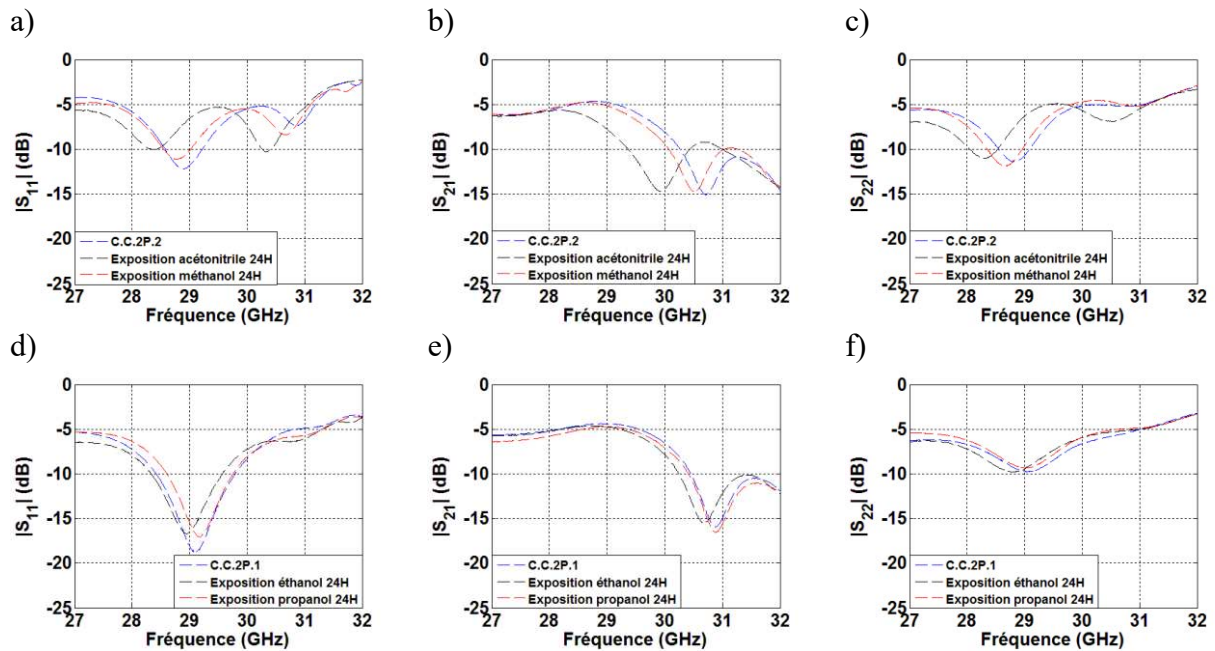 a)
0
-5
-10
-15
-20
-25
|S11| (dB)
C.C.2P.2
Exposition acétonitrile 24H
Exposition méthanol 24H
27 28 29 30 31 32
Fréquence (GHz)
b)
0
-5
-10
-15
-20
-25
|S21| (dB)
C.C.2P.2
Exposition acétonitrile 24H
Exposition méthanol 24H
27 28 29 30 31 32
Fréquence (GHz)
c)
0
-5
-10
-15
-20
-25
|S22| (dB)
C.C.2P.2
Exposition acétonitrile 24H
Exposition méthanol 24H
27 28 29 30 31 32
Fréquence (GHz)
d)
0
-5
-10
-15
-20
-25
|S11| (dB)
C.C.2P.1
Exposition éthanol 24H
Exposition propanol 24H
27 28 29 30 31 32
Fréquence (GHz)
e)
0
-5
-10
-15
-20
-25
|S21| (dB)
C.C.2P.1
Exposition éthanol 24H
Exposition propanol 24H
27 28 29 30 31 32
Fréquence (GHz)
f)
0
-5
-10
-15
-20
-25
|S22| (dB)
C.C.2P.1
Exposition éthanol 24H
Exposition propanol 24H
27 28 29 30 31 32
Fréquence (GHz)